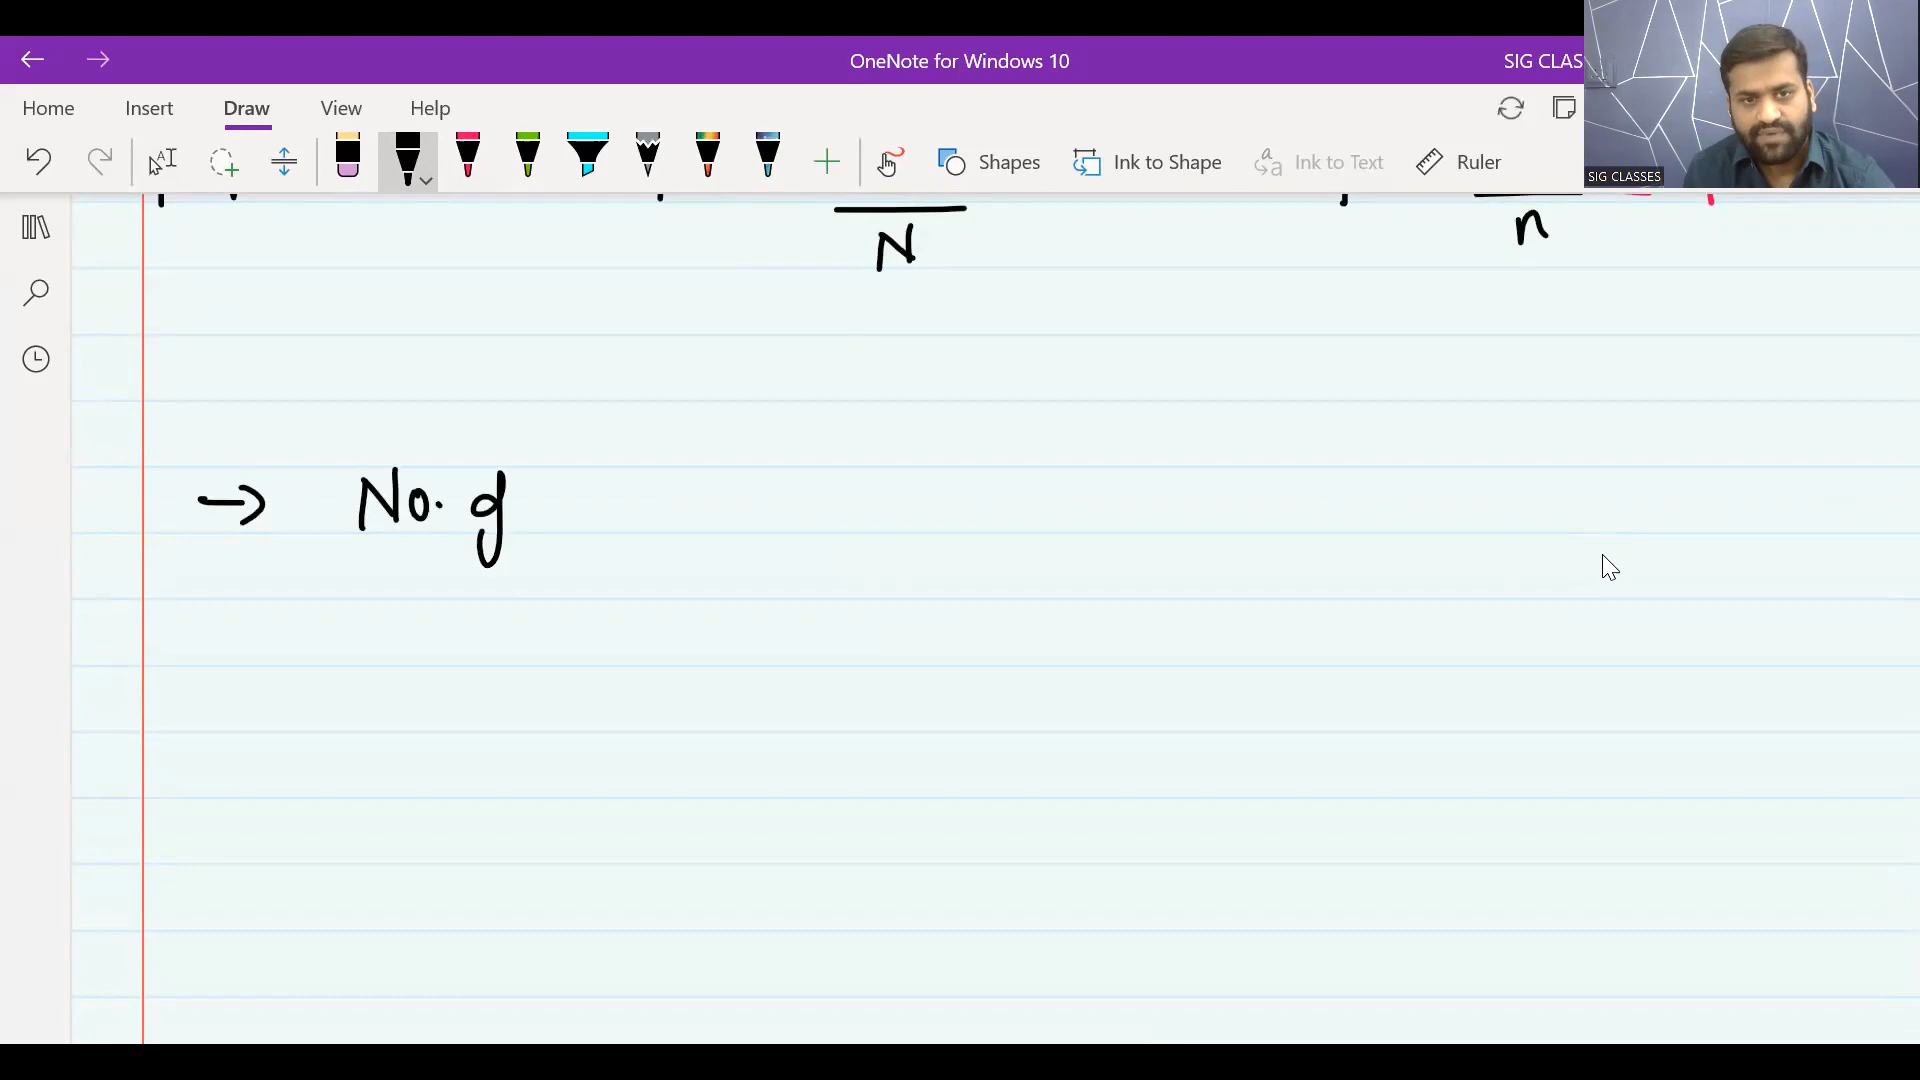 OneNote for Windows 10
SIG CLAS
Home Insert Draw View Help
Shapes Ink to Shape Ink to Text Ruler
SIG CLASSES
N
n
→ No. of